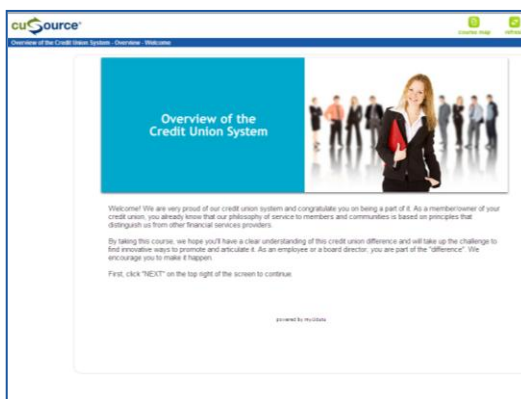 cuSource®
course map
refres
Overview of the Credit Union System - Overview - Welcome
Overview of the
Credit Union System
Welcome! We are very proud of our credit union system and congratulate you on being a part of it. As a member/owner of your
credit union, you already know that our philosophy of service to members and communities is based on principles that
distinguish us from other financial services providers.
By taking this course, we hope you'll have a clear understanding of this credit union difference and will take up the challenge to
find innovative ways to promote and articulate it. As an employee or a board director, you are part of the "difference". We
encourage you to make it happen.
First, click "NEXT" on the top right of the screen to continue.
powered by